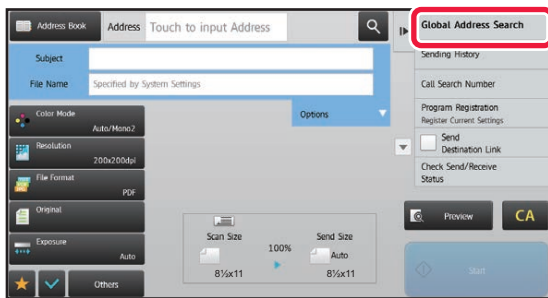 Address Book
Address
Touch to input Address
Subject
File Name
Specified by System Settings
Options
Color Mode
Auto/Mono2
Resolution
200x200dpi
File Format
PDF
Original
Exposure
Auto
Others
Scan Size
100%
Send Size
Auto
8½x11
8½x11
Global Address Search
Sending History
Call Search Number
Program Registration
Register Current Settings
Send
Destination Link
Check Send/Receive
Status
Preview
CA
Start